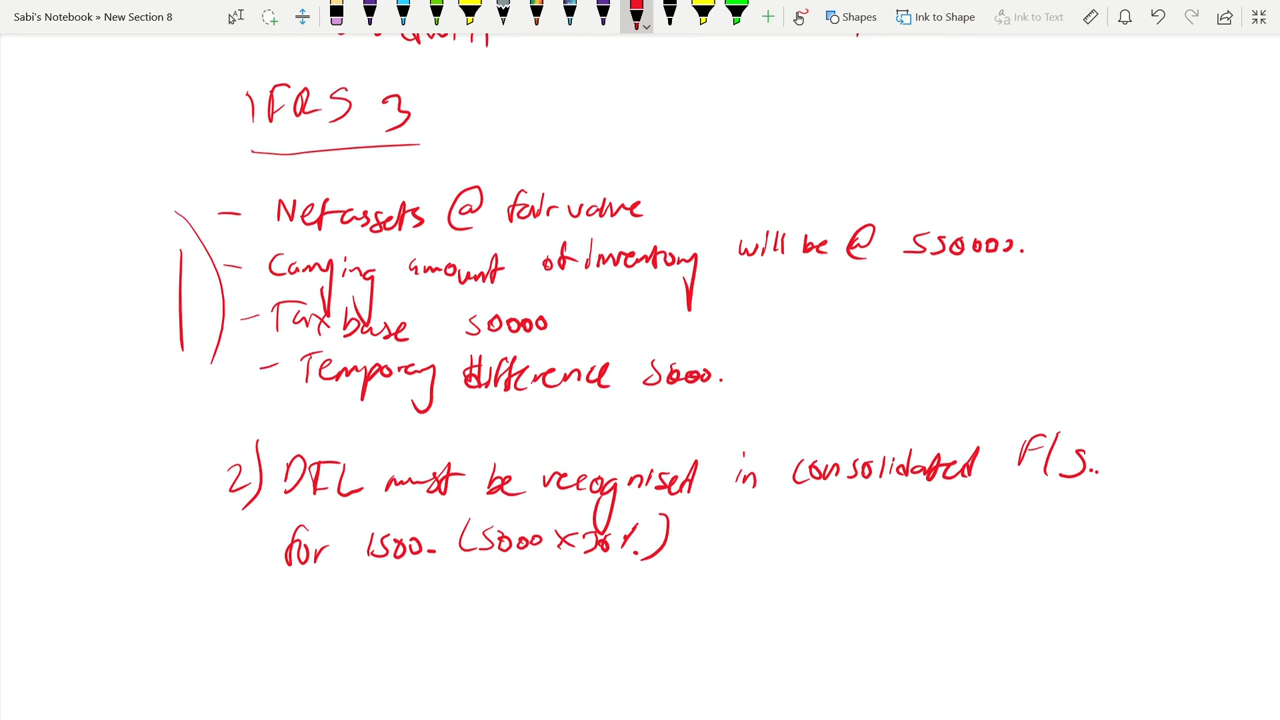 Sabi's Notebook » New Section 8
Shapes
Ink to Shape
Ink to Text
IFRS 3
- Net assets @ fair value
- Carrying amount of inventory will be @ 550000.
- Tax base 50000
- Temporary difference 5000.
2) DTL must be recognised in consolidated F/S..
for 1500- (5000 x 30%)